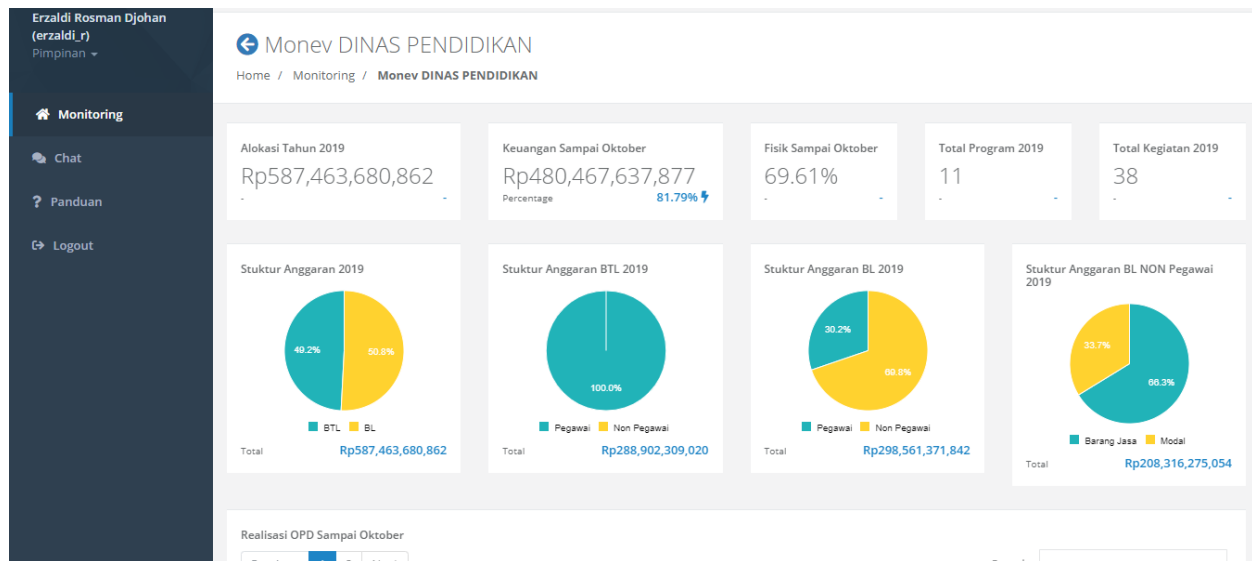 Erzaldi Rosman Djohan
(erzaldi_r)
Pimpinan
Monitoring
Chat
? Panduan
Logout
Monev DINAS PENDIDIKAN
Home / Monitoring / Monev DINAS PENDIDIKAN
Alokasi Tahun 2019
Rp587,463,680,862
- -
Keuangan Sampai Oktober
Rp480,467,637,877
Percentage 81.79%
Fisik Sampai Oktober
69.61%
- -
Total Program 2019
11
- -
Total Kegiatan 2019
38
- -
Stuktur Anggaran 2019
49.2% 50.8%
BTL BL
Total Rp587,463,680,862
Stuktur Anggaran BTL 2019
100.0%
Pegawai Non Pegawai
Total Rp288,902,309,020
Stuktur Anggaran BL 2019
30.2%
69.8%
Pegawai Non Pegawai
Total Rp298,561,371,842
Stuktur Anggaran BL NON Pegawai
2019
33.7%
66.3%
Barang Jasa Modal
Total Rp208,316,275,054
Realisasi OPD Sampai Oktober